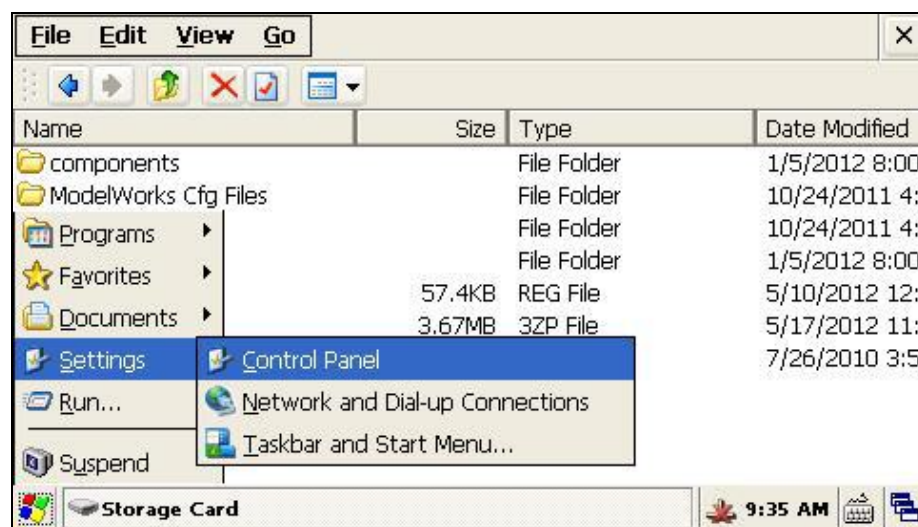 File Edit View Go
Name Size Type Date Modified
components File Folder 1/5/2012 8:00
ModelWorks Cfg Files File Folder 10/24/2011 4:
Programs File Folder 10/24/2011 4:
Favorites File Folder 1/5/2012 8:00
57.4KB REG File 5/10/2012 12:
Documents 3.67MB 3ZP File 5/17/2012 11:
Settings Control Panel 7/26/2010 3:5
Run... Network and Dial-up Connections
Taskbar and Start Menu...
Suspend
Storage Card 9:35 AM